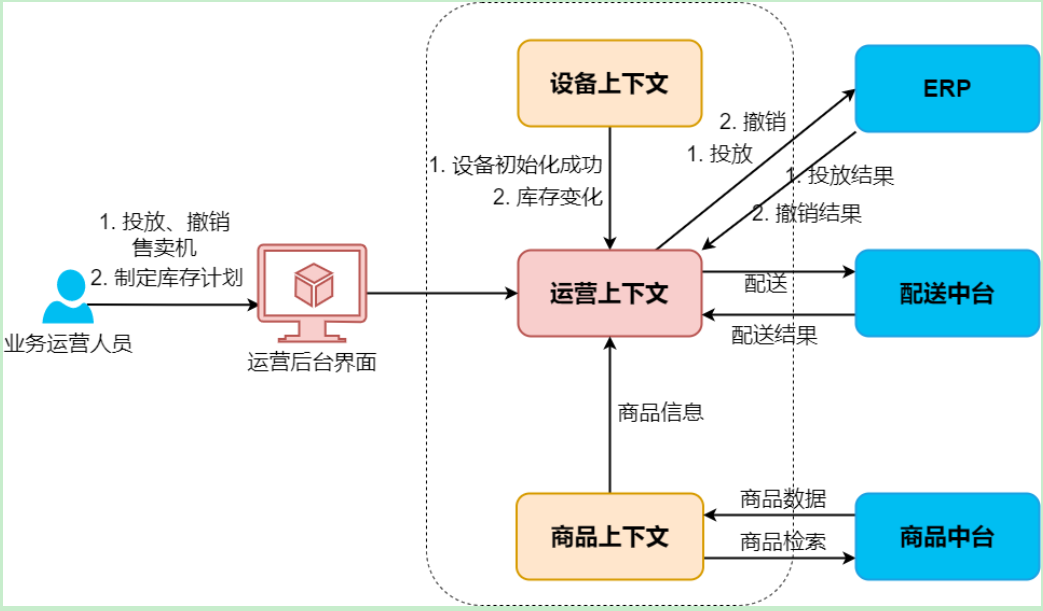 设备上下文
ERP
2. 撤销
1. 投放
1. 设备初始化成功
2. 库存变化
1. 投放结果
2. 撤销结果
1. 投放、撤销
售卖机
2. 制定库存计划
业务运营人员
运营后台界面
运营上下文
配送
配送结果
配送中台
商品信息
商品上下文
商品数据
商品检索
商品中台